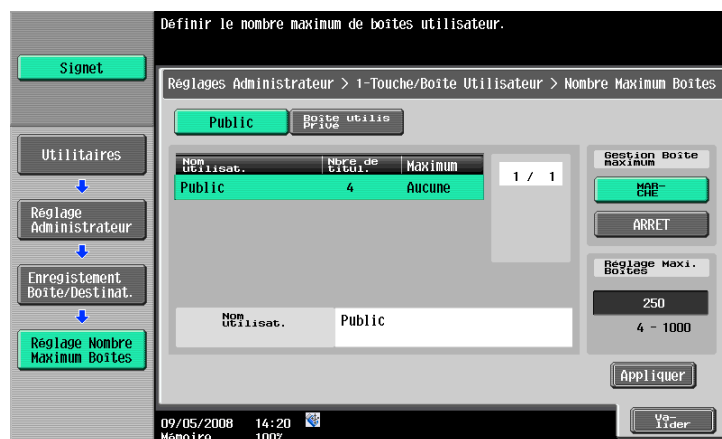 Définir le nombre maximum de boîtes utilisateur.
Signet
Réglages Administrateur > 1-Touche/Boîte Utilisateur > Nombre Maximum Boîtes
Public
Boîte utilis
Privé
Utilitaires
Nom
utilisat.
Nbre de
titul.
Maximum
Public
4
Aucune
1 / 1
Gestion Boîte
maximum
MAR-
CHE
ARRET
Réglage
Administrateur
Enregistement
Boîte/Destinat.
Réglage Maxi.
Boîtes
250
4 - 1000
Nom
utilisat.
Public
Réglage Nombre
Maximum Boîtes
Appliquer
Va-
lider
09/05/2008 14:20
Mémoire 100%